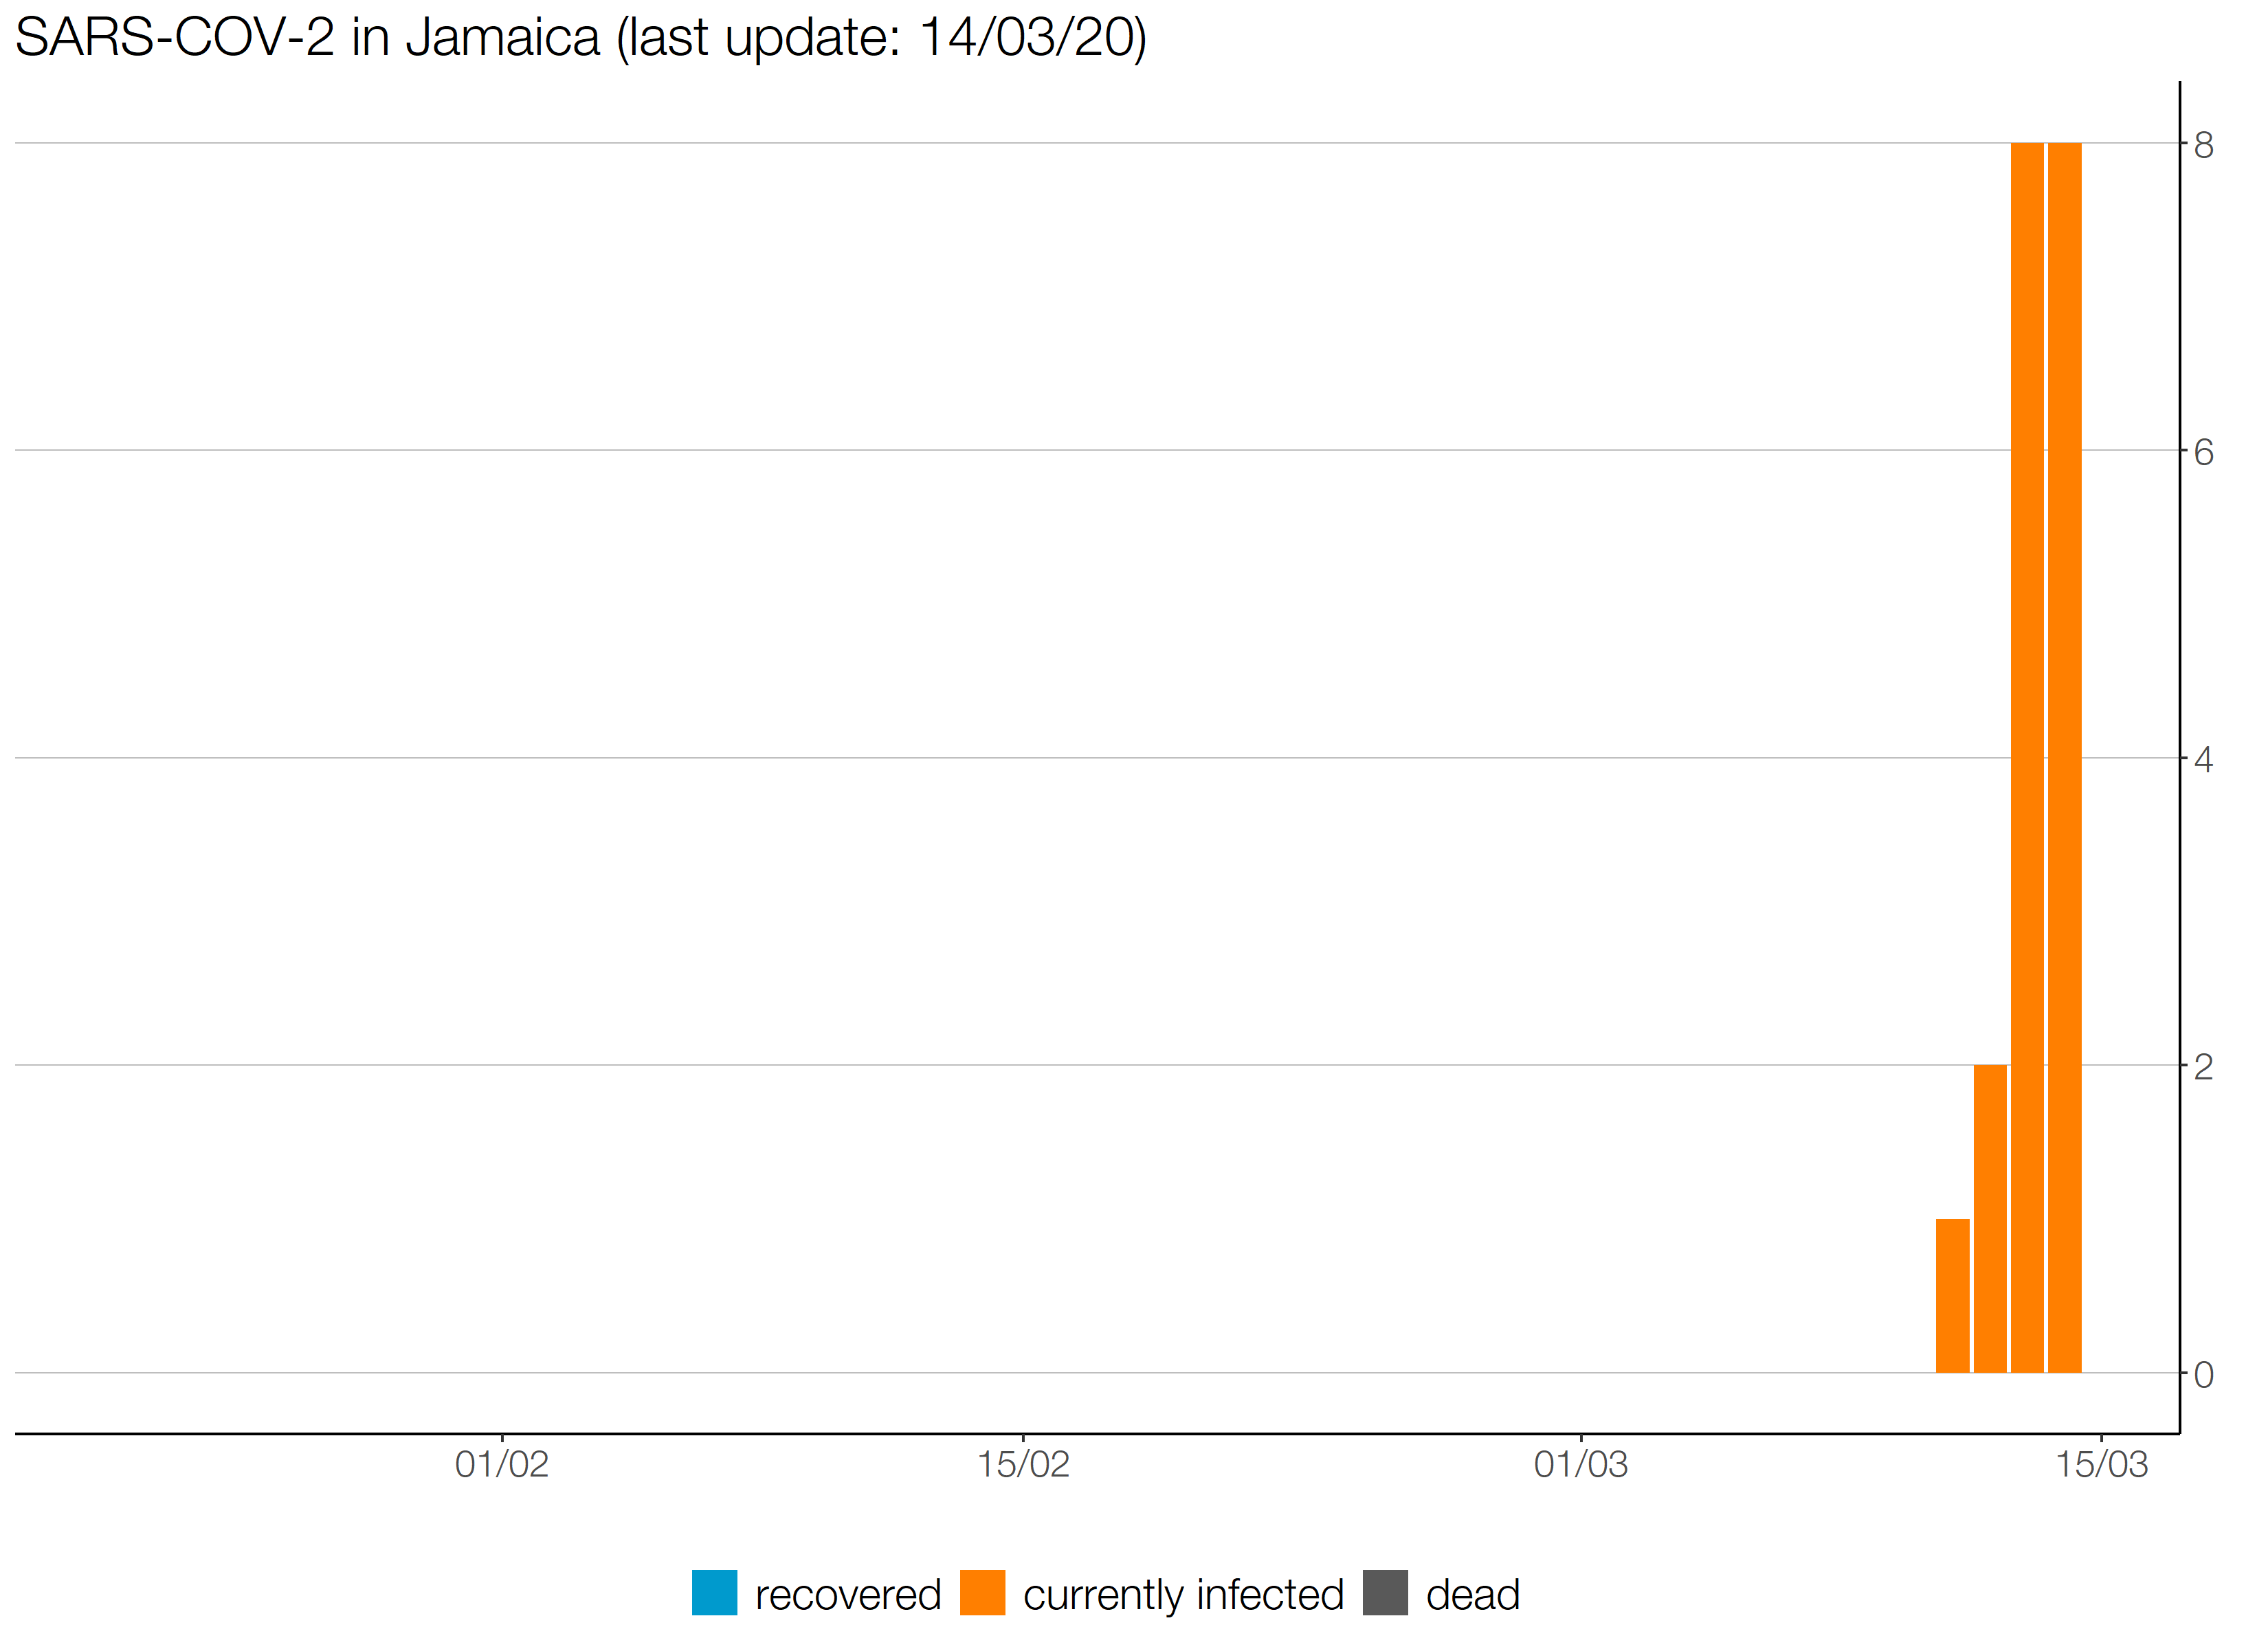 SARS-COV-2 in Jamaica (last update: 14/03/20)
8
6
4
2
0
01/02 15/02 01/03 15/03
recovered currently infected dead